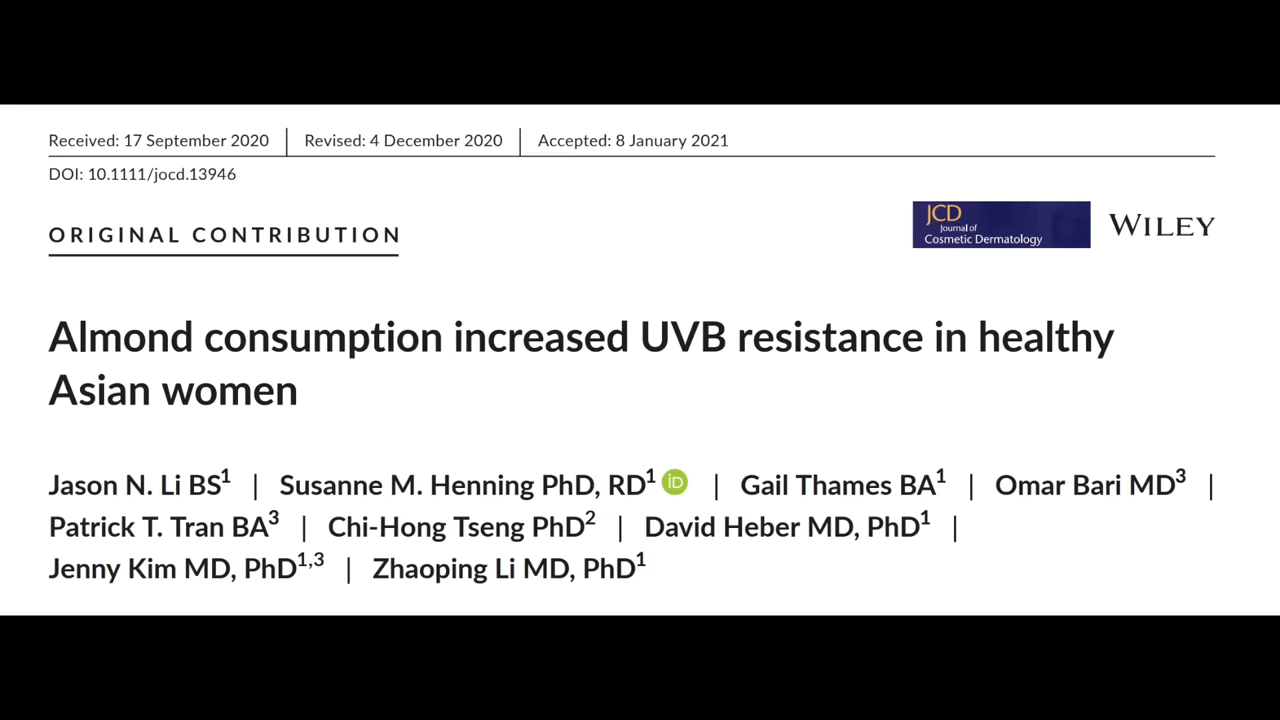 Received: 17 September 2020 | Revised: 4 December 2020 | Accepted: 8 January 2021
DOI: 10.1111/jocd.13946
JCD
Journal of
Cosmetic Dermatology
WILEY
ORIGINAL CONTRIBUTION
Almond consumption increased UVB resistance in healthy
Asian women
Jason N. Li BS1 | Susanne M. Henning PhD, RD1 iD | Gail Thames BA1 | Omar Bari MD3 |
Patrick T. Tran BA3 | Chi-Hong Tseng PhD2 | David Heber MD, PhD1 |
Jenny Kim MD, PhD1,3 | Zhaoping Li MD, PhD1